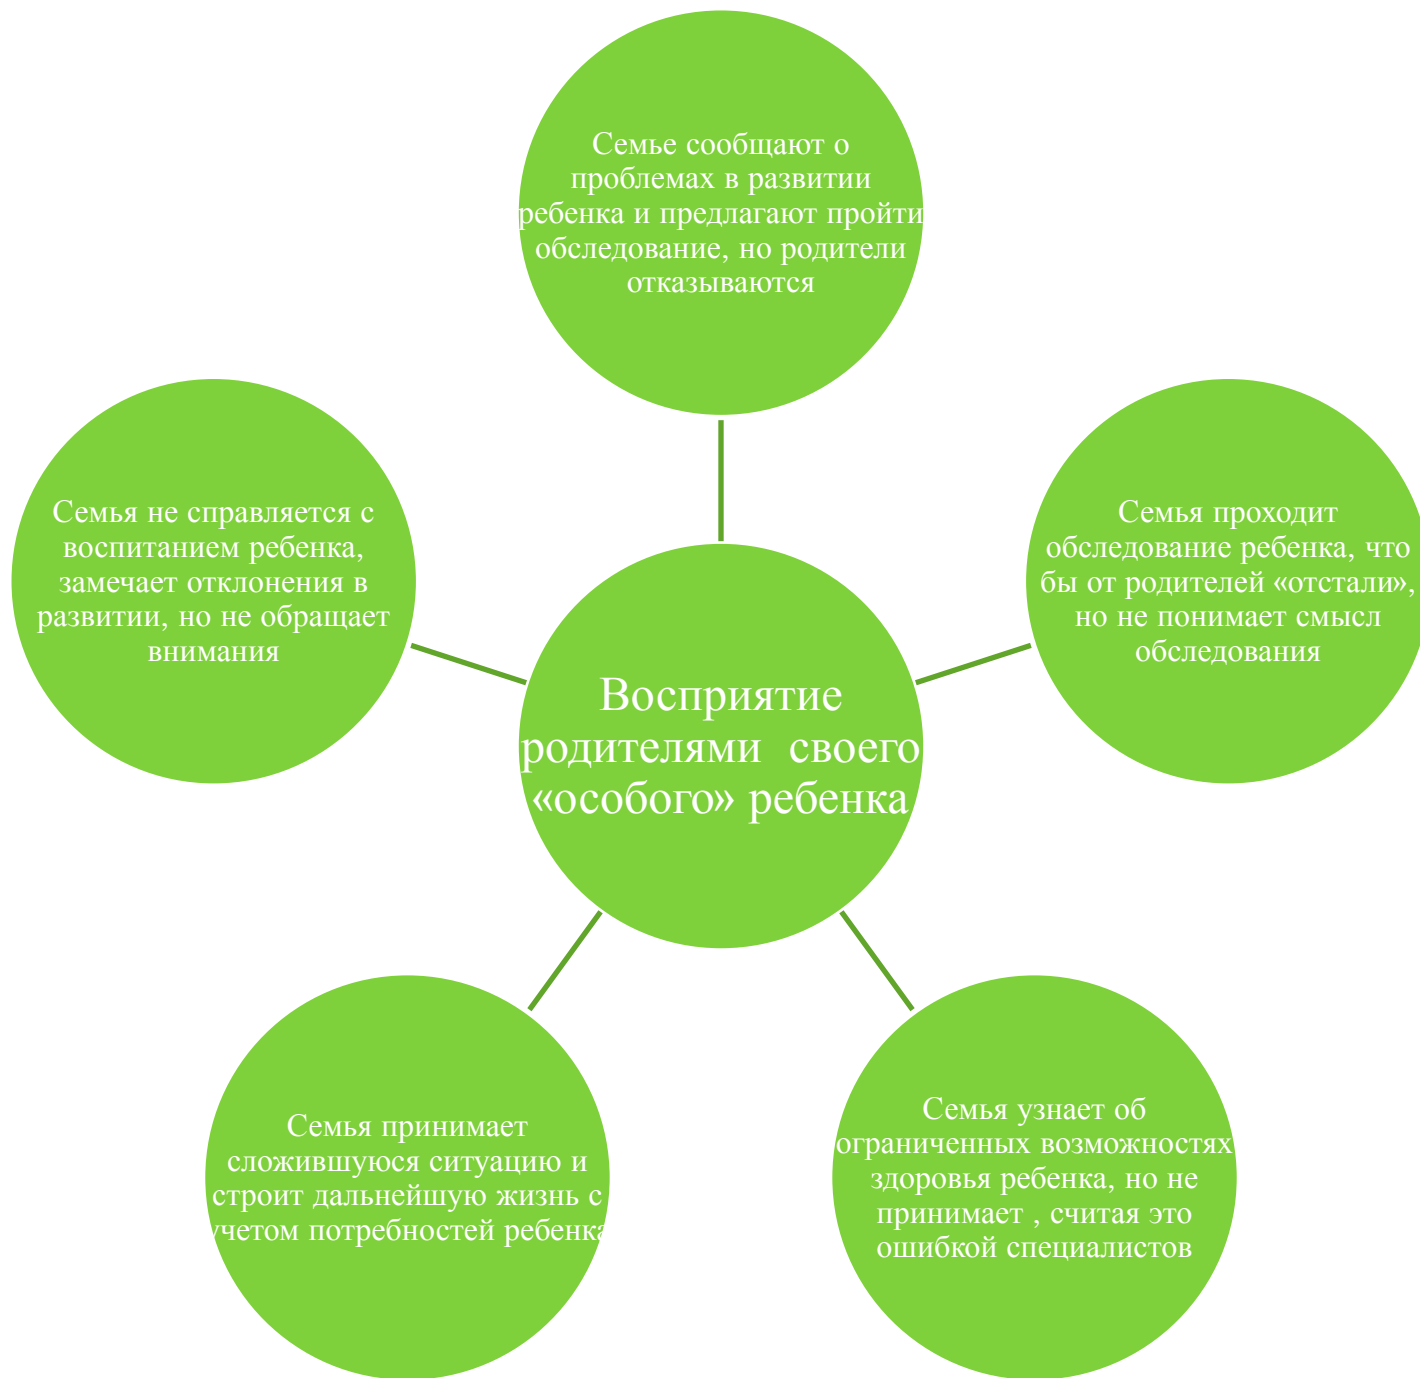 Семье сообщают о
проблемах в развитии
ребенка и предлагают пройти
обследование, но родители
отказываются
Семья не справляется с
воспитанием ребенка,
замечает отклонения в
развитии, но не обращает
внимания
Семья проходит
обследование ребенка, что
бы от родителей «отстали»,
но не понимает смысл
обследования
Восприятие
родителями своего
«особого» ребенка
Семья принимает
сложившуюся ситуацию и
строит дальнейшую жизнь с
учетом потребностей ребенка
Семья узнает об
ограниченных возможностях
здоровья ребенка, но не
принимает , считая это
ошибкой специалистов